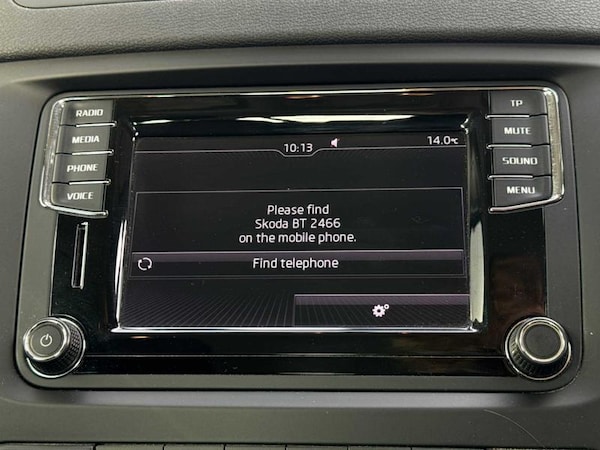 RADIO
MEDIA
PHONE
VOICE
TP
MUTE
SOUND
MENU
10:13
14.0°C
Please find
Skoda BT 2466
on the mobile phone.
Find telephone